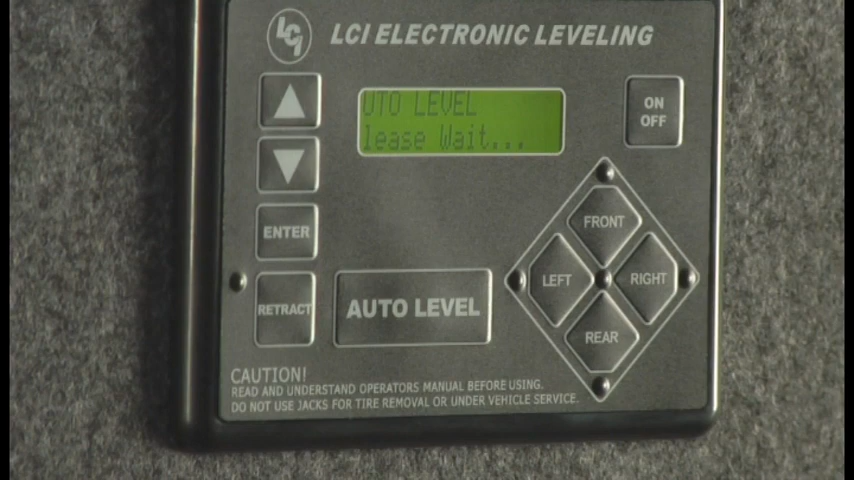 LCI
LCI ELECTRONIC LEVELING
UTO LEVEL
lease Wait...
ON
OFF
ENTER
RETRACT
AUTO LEVEL
FRONT
LEFT
RIGHT
REAR
CAUTION!
READ AND UNDERSTAND OPERATORS MANUAL BEFORE USING.
DO NOT USE JACKS FOR TIRE REMOVAL OR UNDER VEHICLE SERVICE.